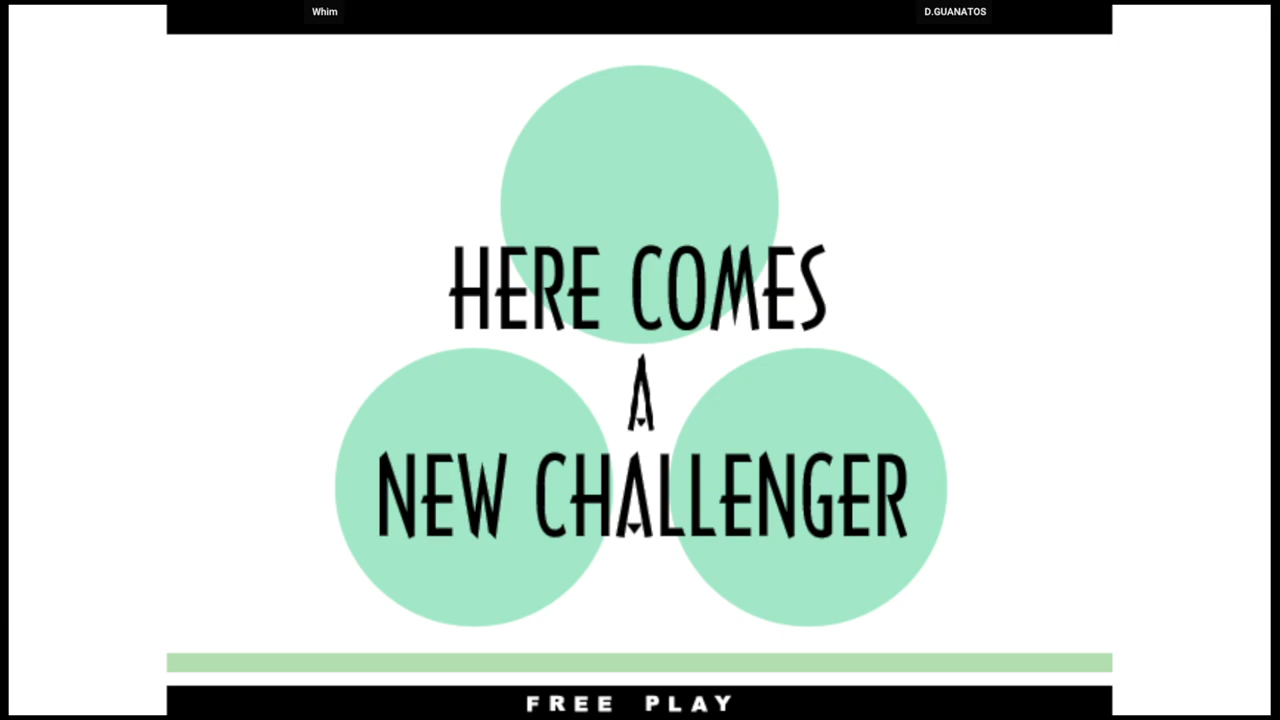 Whim
D.GUANATOS
HERE COMES
A
NEW CHALLENGER
FREE PLAY